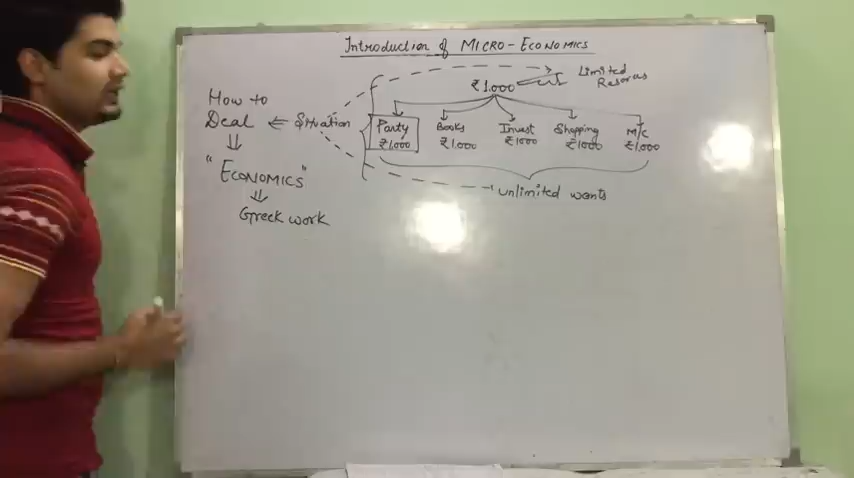 Introduction of MICRO-ECONOMICS
₹1,000
Limited
Resoras
How to
Deal
Situation
Party
₹1,000
Books
₹1,000
Invest
₹1000
Shopping
₹1000
M/C
₹1,000
"ECONOMICS"
unlimited wants
Greek work